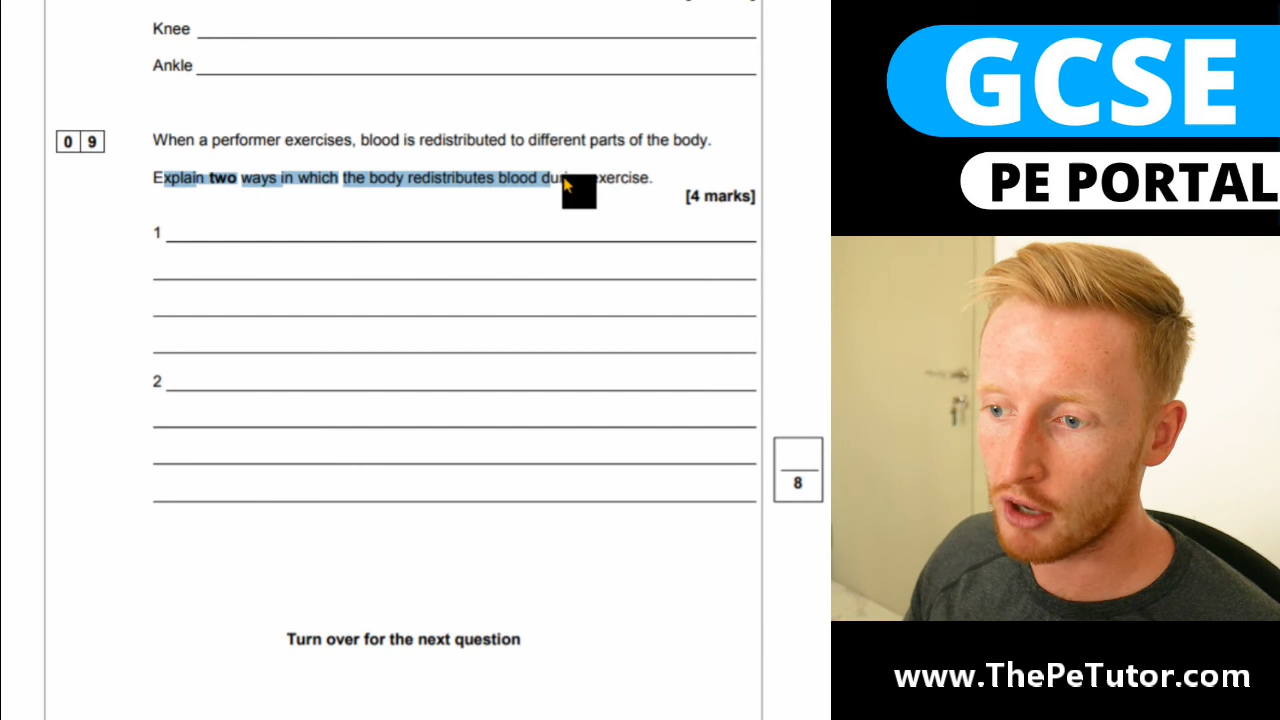 Knee
Ankle
0 9
When a performer exercises, blood is redistributed to different parts of the body.
Explain two ways in which the body redistributes blood during exercise.
[4 marks]
1
2
8
Turn over for the next question
GCSE
PE PORTAL
www.ThePeTutor.com